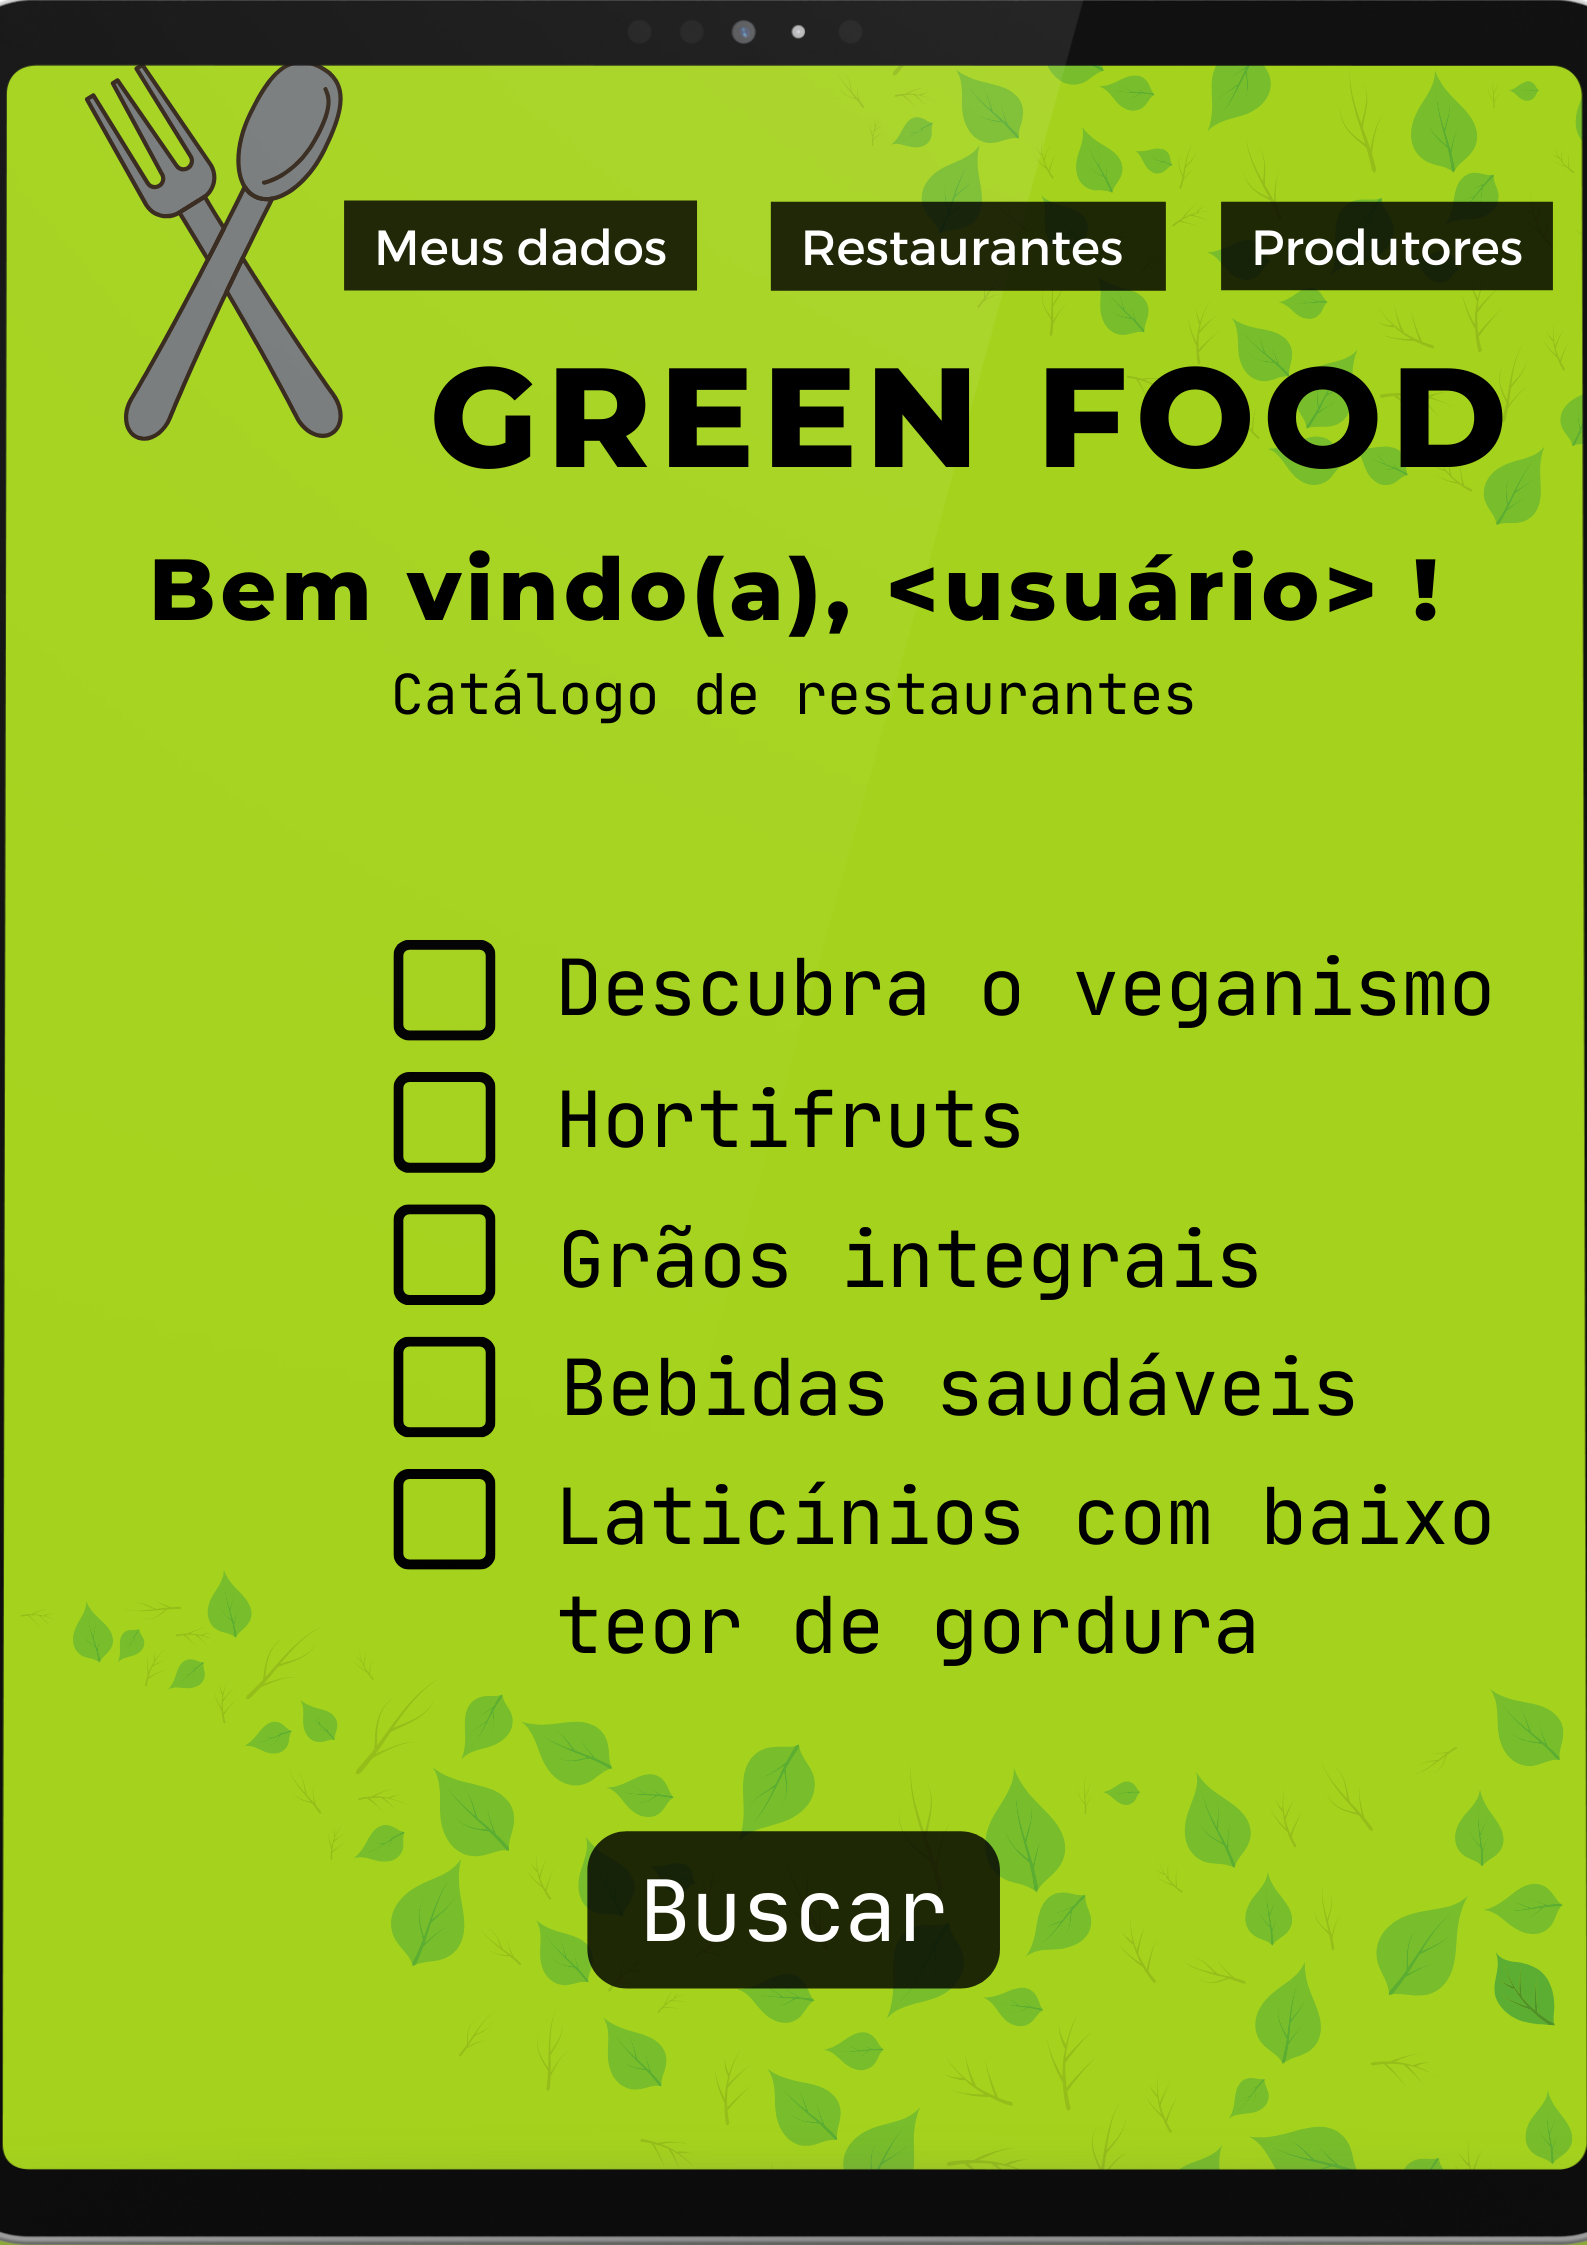 Meus dados
Restaurantes
Produtores
GREEN FOOD
Bem vindo(a), <usuário> !
Catálogo de restaurantes
Descubra o veganismo
Hortifruts
Grãos integrais
Bebidas saudáveis
Laticínios com baixo
teor de gordura
Buscar